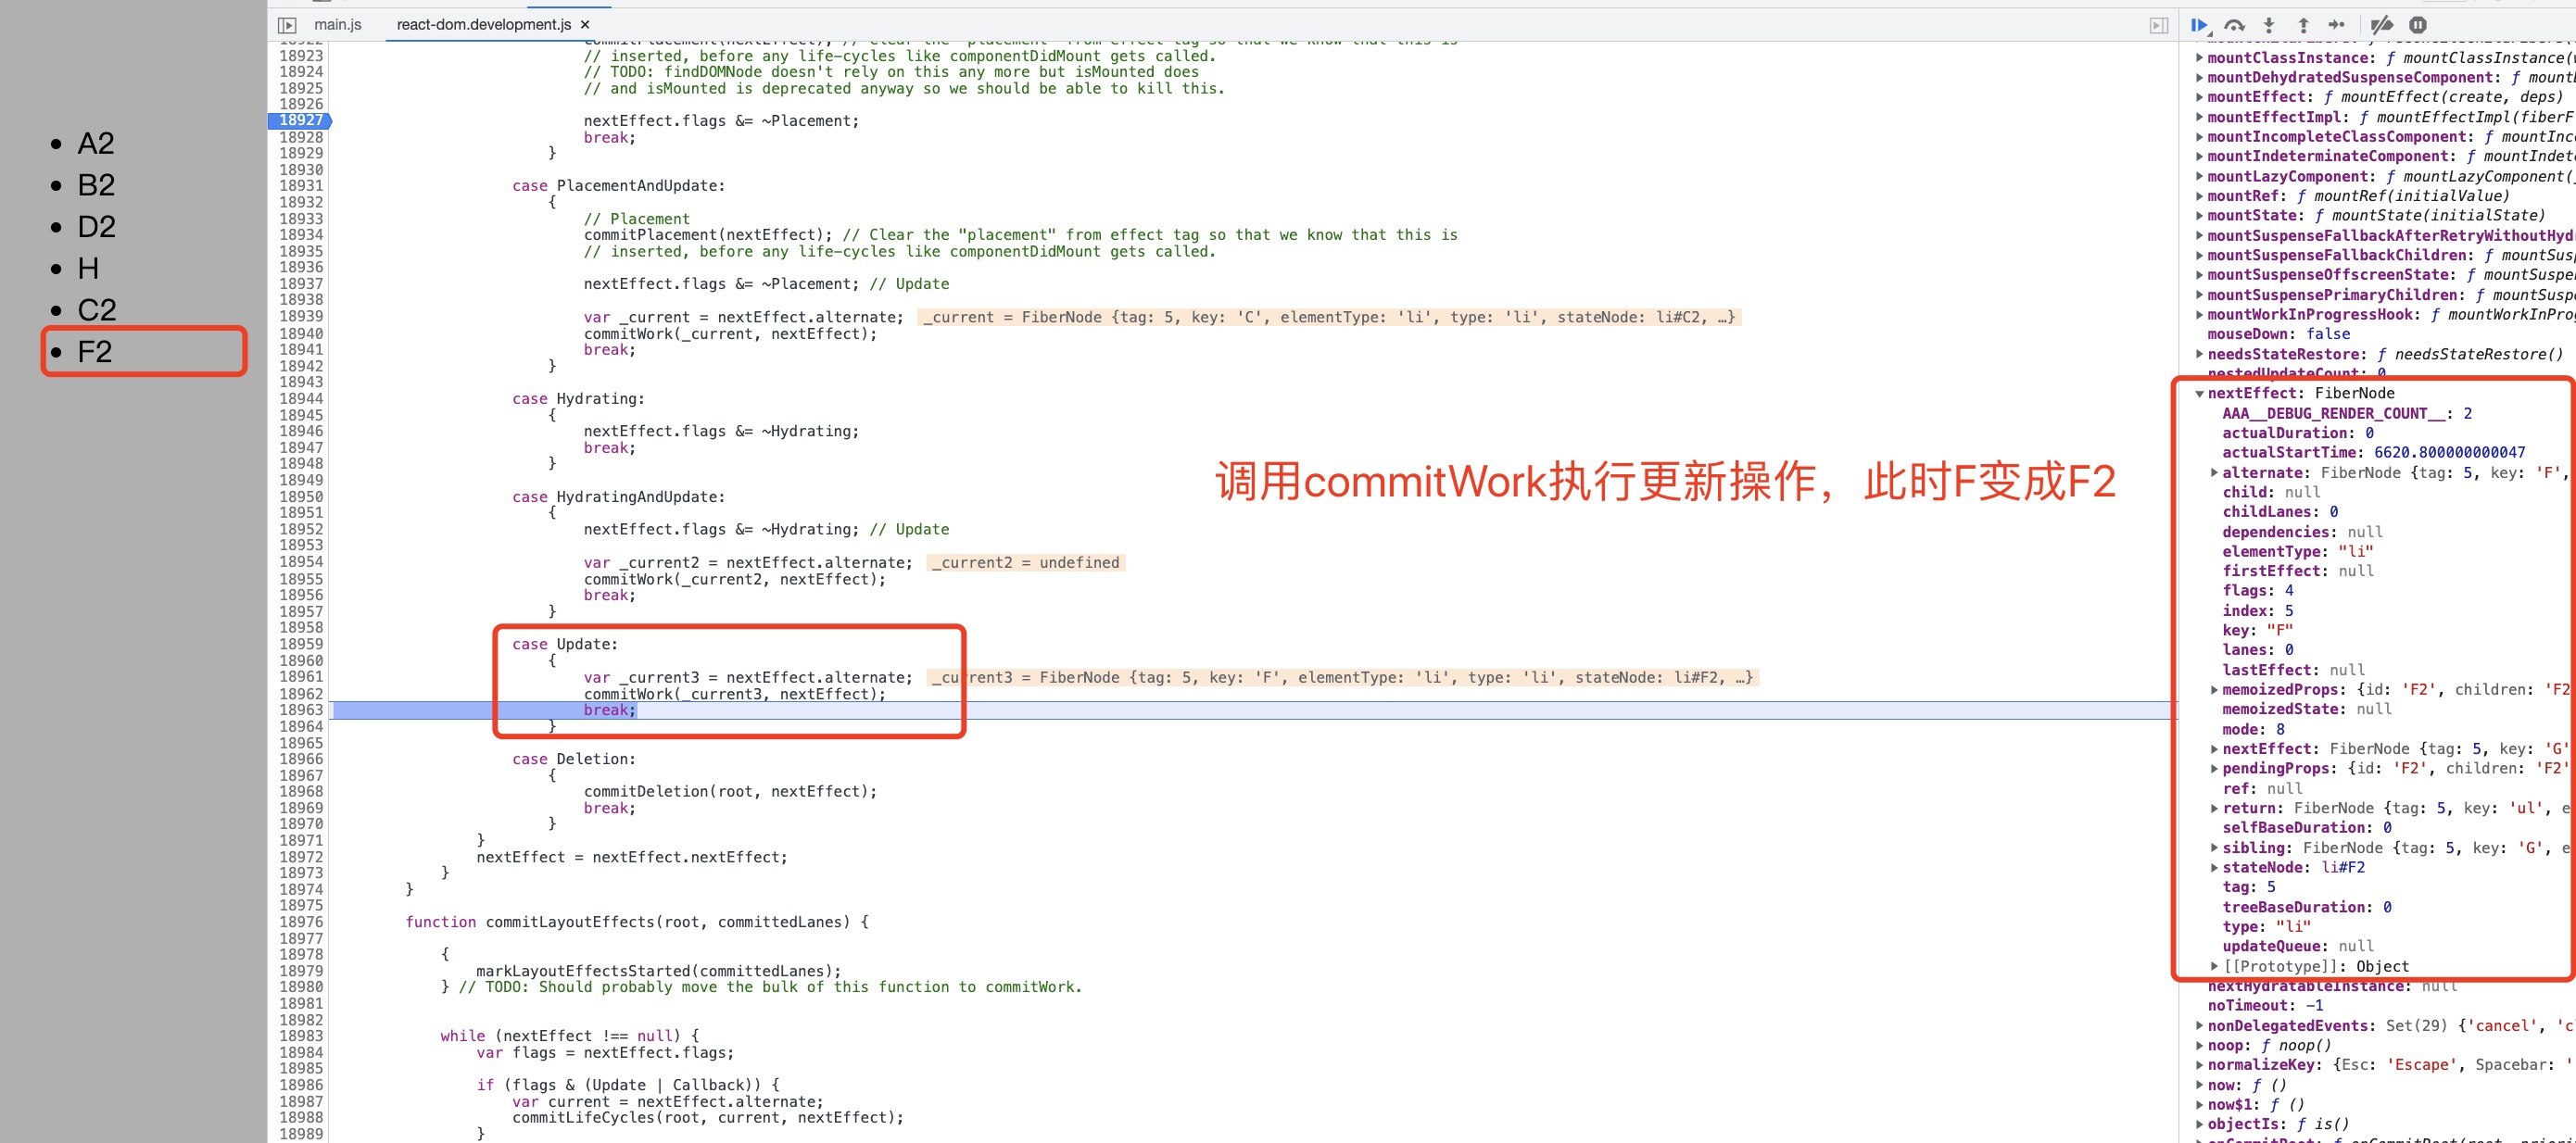 main.js
react-dom.development.js ×
A2
B2
D2
H
C2
F2
18922 commitPlacement(nextEffect); // Clear the "placement" from effect tag so that we know that this is
18923 // inserted, before any life-cycles like componentDidMount gets called.
18924 // TODO: findDOMNode doesn't rely on this any more but isMounted does
18925 // and isMounted is deprecated anyway so we should be able to kill this.
18926
18927 nextEffect.flags &= ~Placement;
18928 break;
18929 }
18930
18931 case PlacementAndUpdate:
18932 {
18933 // Placement
18934 commitPlacement(nextEffect); // Clear the "placement" from effect tag so that we know that this is
18935 // inserted, before any life-cycles like componentDidMount gets called.
18936
18937 nextEffect.flags &= ~Placement; // Update
18938
18939 var _current = nextEffect.alternate; _current = FiberNode {tag: 5, key: 'C', elementType: 'li', type: 'li', stateNode: li#C2, …}
18940 commitWork(_current, nextEffect);
18941 break;
18942 }
18943
18944 case Hydrating:
18945 {
18946 nextEffect.flags &= ~Hydrating;
18947 break;
18948 }
18949
18950 case HydratingAndUpdate:
18951 {
18952 nextEffect.flags &= ~Hydrating; // Update
18953
18954 var _current2 = nextEffect.alternate; _current2 = undefined
18955 commitWork(_current2, nextEffect);
18956 break;
18957 }
18958
18959 case Update:
18960 {
18961 var _current3 = nextEffect.alternate; _current3 = FiberNode {tag: 5, key: 'F', elementType: 'li', type: 'li', stateNode: li#F2, …}
18962 commitWork(_current3, nextEffect);
18963 break;
18964 }
18965
18966 case Deletion:
18967 {
18968 commitDeletion(root, nextEffect);
18969 break;
18970 }
18971 }
18972 nextEffect = nextEffect.nextEffect;
18973 }
18974 }
18975
18976 function commitLayoutEffects(root, committedLanes) {
18977
18978 {
18979 markLayoutEffectsStarted(committedLanes);
18980 } // TODO: Should probably move the bulk of this function to commitWork.
18981
18982
18983 while (nextEffect !== null) {
18984 var flags = nextEffect.flags;
18985
18986 if (flags & (Update | Callback)) {
18987 var current = nextEffect.alternate;
18988 commitLifeCycles(root, current, nextEffect);
18989 }
调用commitWork执行更新操作，此时F变成F2
mountClassInstance: ƒ mountClassInstance(
mountDehydratedSuspenseComponent: ƒ mount
mountEffect: ƒ mountEffect(create, deps)
mountEffectImpl: ƒ mountEffectImpl(fiberF
mountIncompleteClassComponent: ƒ mountInc
mountIndeterminateComponent: ƒ mountIndet
mountLazyComponent: ƒ mountLazyComponent(
mountRef: ƒ mountRef(initialValue)
mountState: ƒ mountState(initialState)
mountSuspenseFallbackAfterRetryWithoutHyd
mountSuspenseFallbackChildren: ƒ mountSus
mountSuspenseOffscreenState: ƒ mountSuspe
mountSuspensePrimaryChildren: ƒ mountSusp
mountWorkInProgressHook: ƒ mountWorkInPro
mouseDown: false
needsStateRestore: ƒ needsStateRestore()
nestedUpdateCount: 0
nextEffect: FiberNode
AAA__DEBUG_RENDER_COUNT__: 2
actualDuration: 0
actualStartTime: 6620.800000000047
alternate: FiberNode {tag: 5, key: 'F',
child: null
childLanes: 0
dependencies: null
elementType: "li"
firstEffect: null
flags: 4
index: 5
key: "F"
lanes: 0
lastEffect: null
memoizedProps: {id: 'F2', children: 'F2
memoizedState: null
mode: 8
nextEffect: FiberNode {tag: 5, key: 'G'
pendingProps: {id: 'F2', children: 'F2'
ref: null
return: FiberNode {tag: 5, key: 'ul', e
selfBaseDuration: 0
sibling: FiberNode {tag: 5, key: 'G', e
stateNode: li#F2
tag: 5
treeBaseDuration: 0
type: "li"
updateQueue: null
[[Prototype]]: Object
nextHydratableInstance: null
noTimeout: -1
nonDelegatedEvents: Set(29) {'cancel', 'c
noop: ƒ noop()
normalizeKey: {Esc: 'Escape', Spacebar: '
now: ƒ ()
now$1: ƒ ()
objectIs: ƒ is()